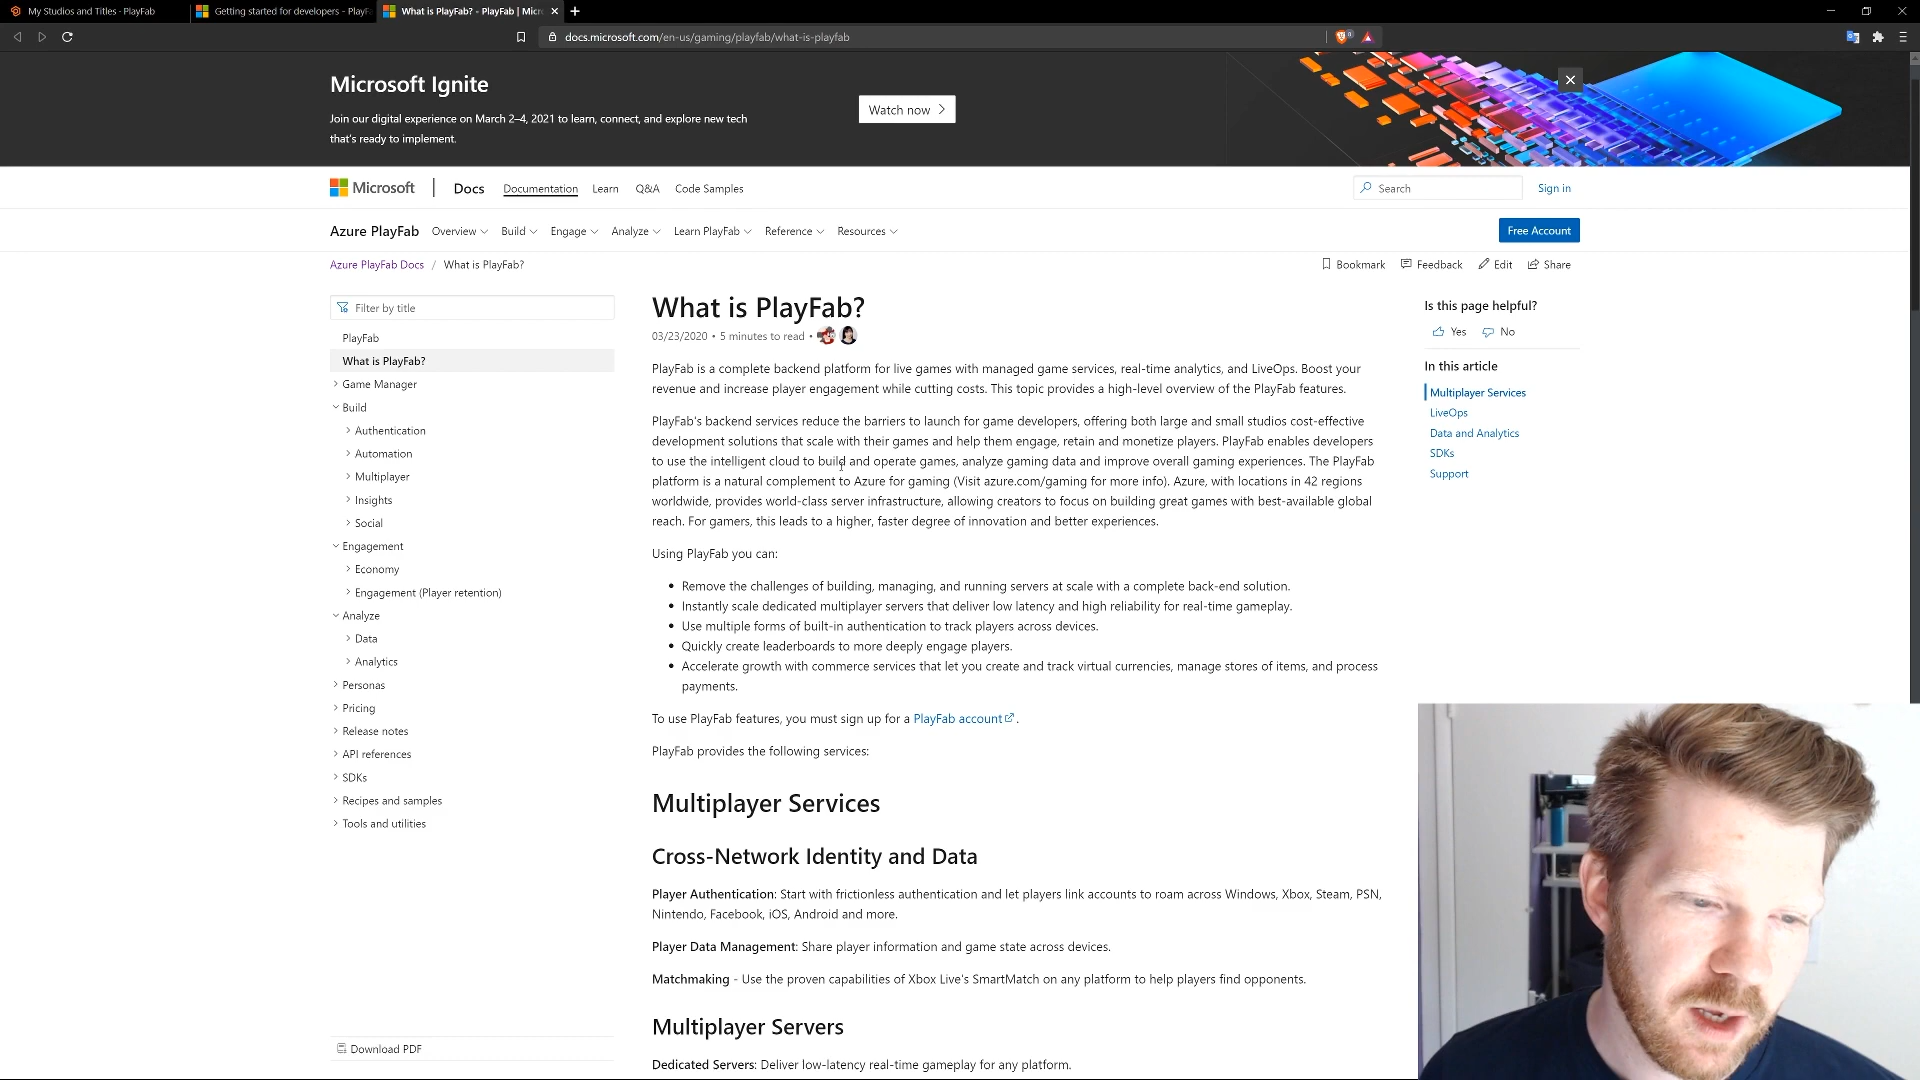 My Studios and Titles - PlayFab
Getting started for developers - PlayF
What is PlayFab? - PlayFab | Micr
docs.microsoft.com/en-us/gaming/playfab/what-is-playfab
Microsoft Ignite
Join our digital experience on March 2–4, 2021 to learn, connect, and explore new tech
that's ready to implement.
Watch now
Microsoft
Docs
Documentation
Learn
Q&A
Code Samples
Search
Sign in
Azure PlayFab
Overview
Build
Engage
Analyze
Learn PlayFab
Reference
Resources
Free Account
Azure PlayFab Docs / What is PlayFab?
Bookmark
Feedback
Edit
Share
Filter by title
PlayFab
What is PlayFab?
Game Manager
Build
Authentication
Automation
Multiplayer
Insights
Social
Engagement
Economy
Engagement (Player retention)
Analyze
Data
Analytics
Personas
Pricing
Release notes
API references
SDKs
Recipes and samples
Tools and utilities
Download PDF
What is PlayFab?
03/23/2020 • 5 minutes to read •
PlayFab is a complete backend platform for live games with managed game services, real-time analytics, and LiveOps. Boost your
revenue and increase player engagement while cutting costs. This topic provides a high-level overview of the PlayFab features.
PlayFab's backend services reduce the barriers to launch for game developers, offering both large and small studios cost-effective
development solutions that scale with their games and help them engage, retain and monetize players. PlayFab enables developers
to use the intelligent cloud to build and operate games, analyze gaming data and improve overall gaming experiences. The PlayFab
platform is a natural complement to Azure for gaming (Visit azure.com/gaming for more info). Azure, with locations in 42 regions
worldwide, provides world-class server infrastructure, allowing creators to focus on building great games with best-available global
reach. For gamers, this leads to a higher, faster degree of innovation and better experiences.
Using PlayFab you can:
• Remove the challenges of building, managing, and running servers at scale with a complete back-end solution.
• Instantly scale dedicated multiplayer servers that deliver low latency and high reliability for real-time gameplay.
• Use multiple forms of built-in authentication to track players across devices.
• Quickly create leaderboards to more deeply engage players.
• Accelerate growth with commerce services that let you create and track virtual currencies, manage stores of items, and process
payments.
To use PlayFab features, you must sign up for a PlayFab account .
PlayFab provides the following services:
Multiplayer Services
Cross-Network Identity and Data
Player Authentication: Start with frictionless authentication and let players link accounts to roam across Windows, Xbox, Steam, PSN,
Nintendo, Facebook, iOS, Android and more.
Player Data Management: Share player information and game state across devices.
Matchmaking - Use the proven capabilities of Xbox Live's SmartMatch on any platform to help players find opponents.
Multiplayer Servers
Dedicated Servers: Deliver low-latency real-time gameplay for any platform.
Is this page helpful?
Yes
No
In this article
Multiplayer Services
LiveOps
Data and Analytics
SDKs
Support